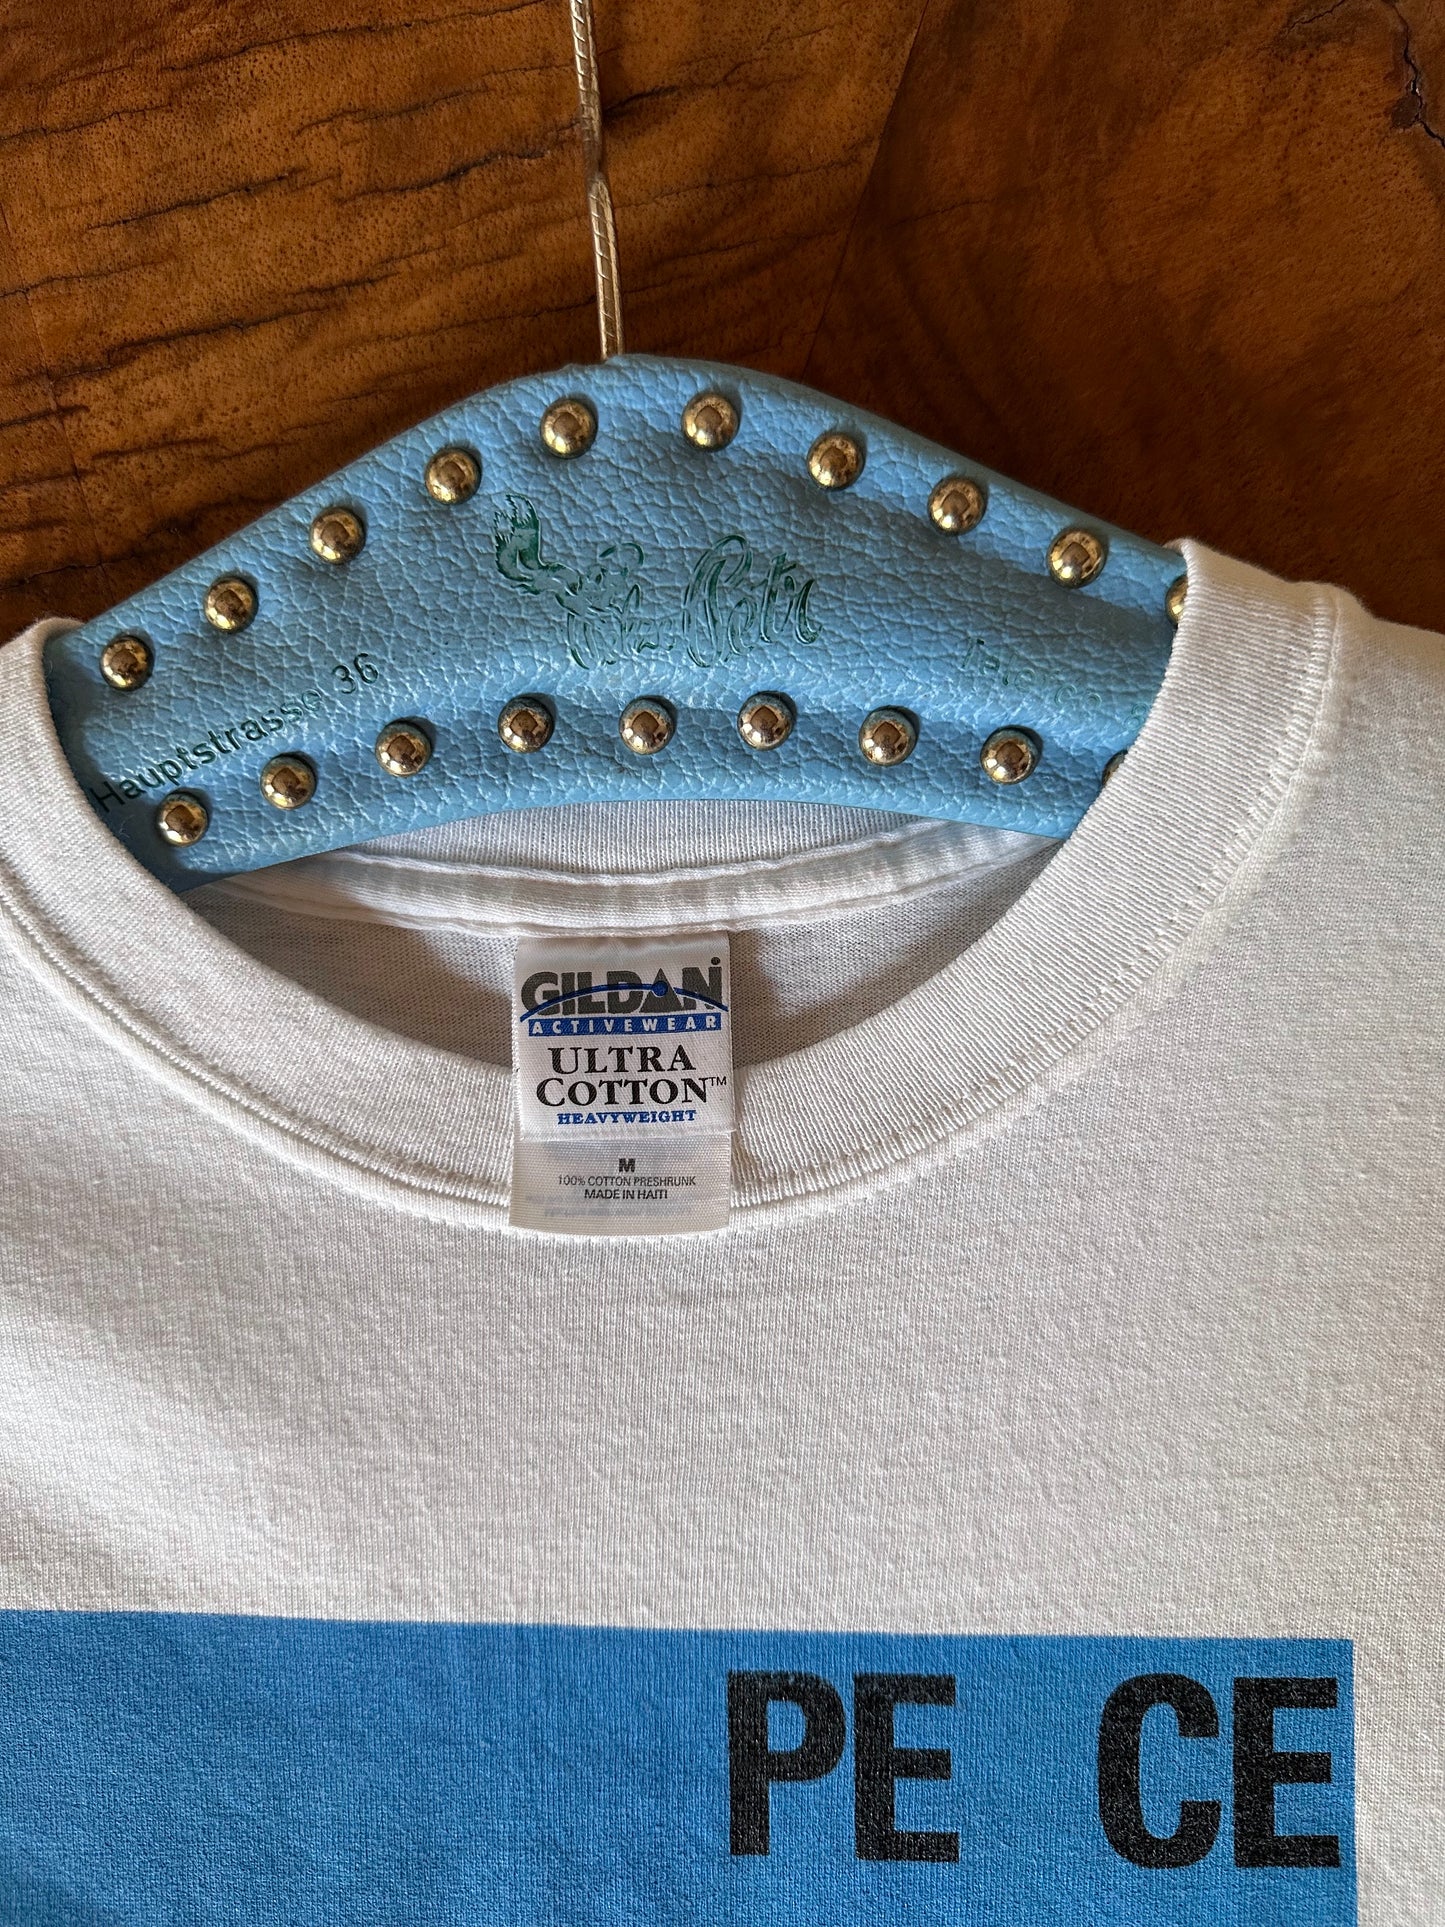 Hauptstrasse 36
GILDAN
ACTIVEWEAR
ULTRA
COTTON™
HEAVYWEIGHT
M
100% COTTON PRESHRUNK
MADE IN HAITI
PE CE